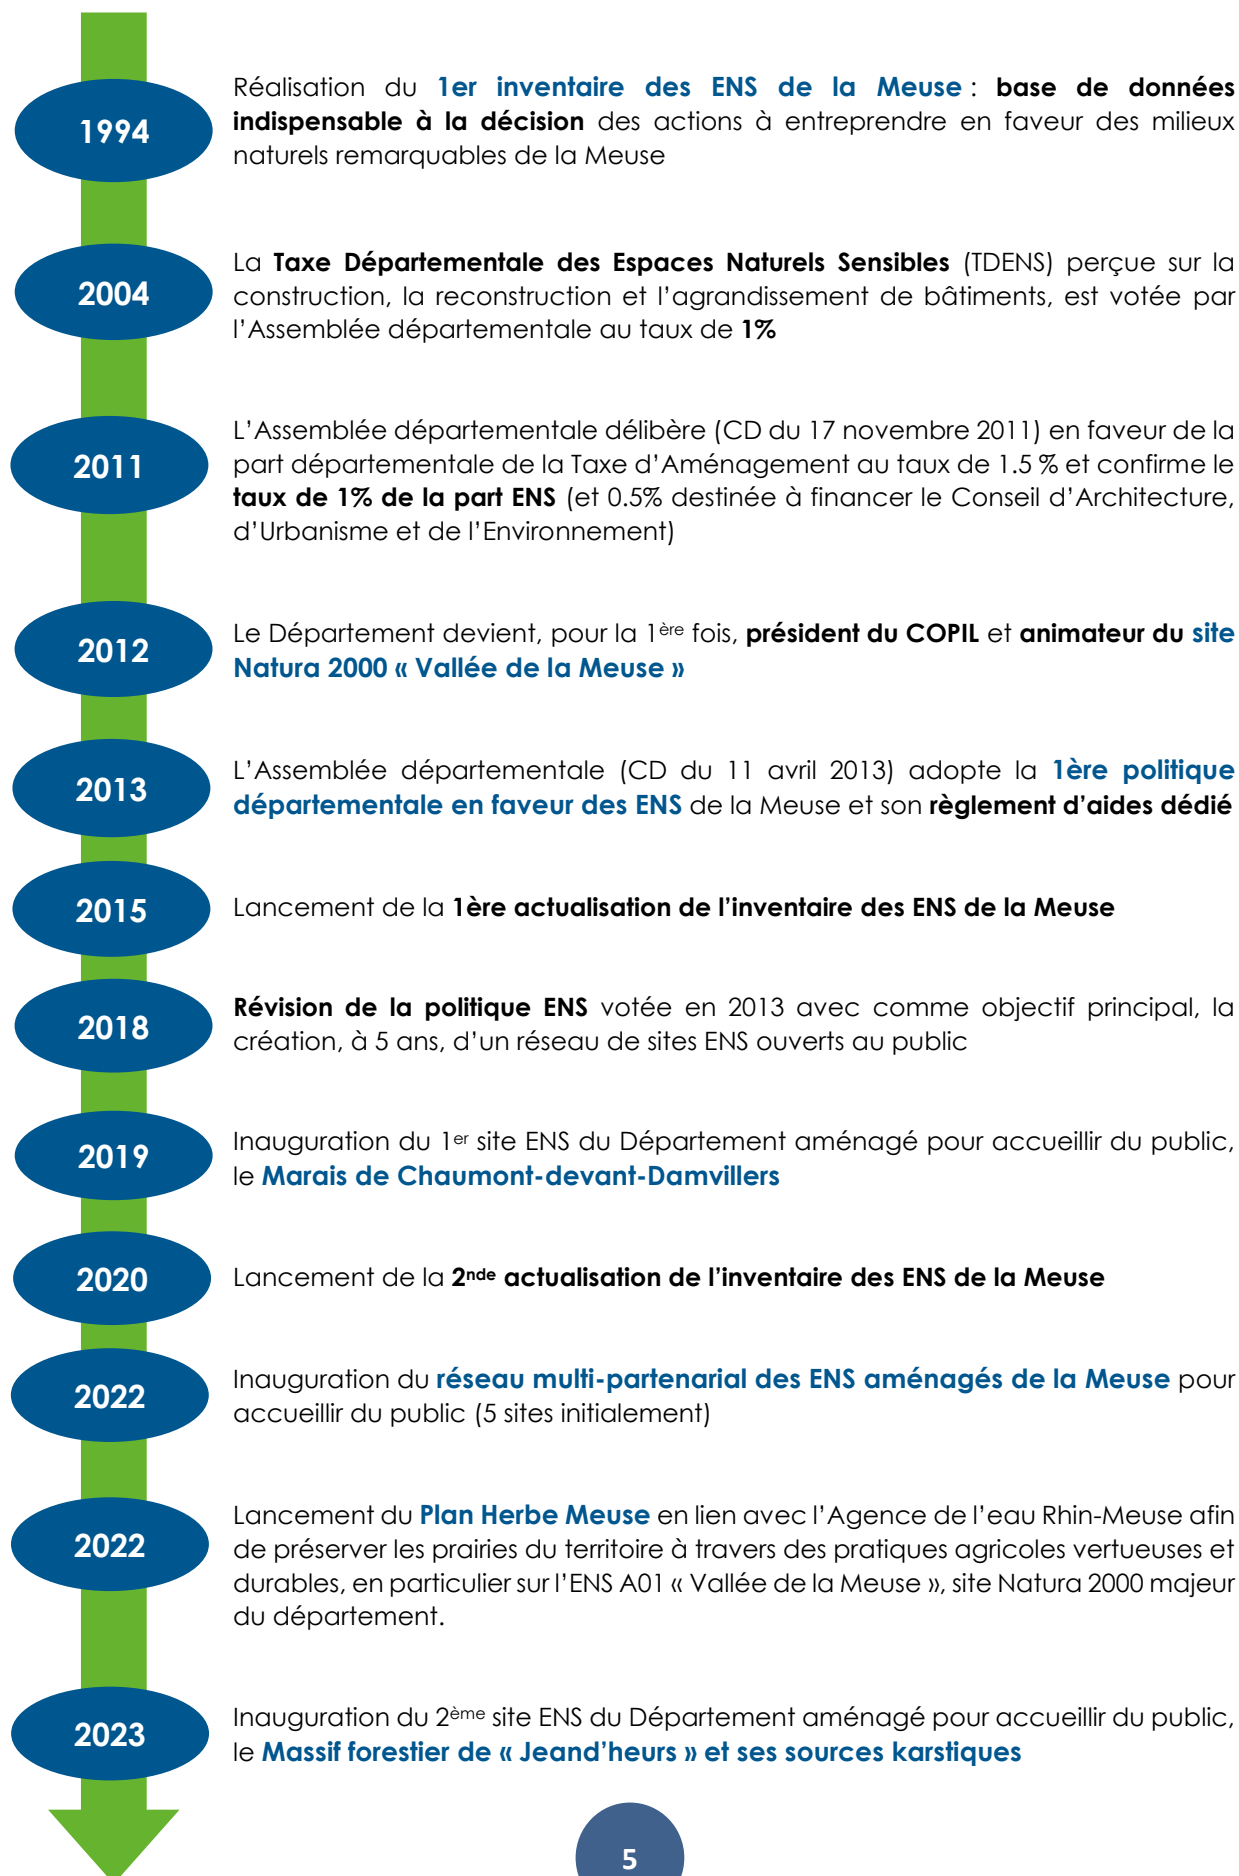 1994
Réalisation du 1er inventaire des ENS de la Meuse : base de données
indispensable à la décision des actions à entreprendre en faveur des milieux
naturels remarquables de la Meuse
2004
La Taxe Départementale des Espaces Naturels Sensibles (TDENS) perçue sur la
construction, la reconstruction et l’agrandissement de bâtiments, est votée par
l’Assemblée départementale au taux de 1%
2011
L’Assemblée départementale délibère (CD du 17 novembre 2011) en faveur de la
part départementale de la Taxe d’Aménagement au taux de 1.5 % et confirme le
taux de 1% de la part ENS (et 0.5% destinée à financer le Conseil d’Architecture,
d’Urbanisme et de l’Environnement)
2012
Le Département devient, pour la 1ère fois, président du COPIL et animateur du site
Natura 2000 « Vallée de la Meuse »
2013
L’Assemblée départementale (CD du 11 avril 2013) adopte la 1ère politique
départementale en faveur des ENS de la Meuse et son règlement d’aides dédié
2015
Lancement de la 1ère actualisation de l’inventaire des ENS de la Meuse
2018
Révision de la politique ENS votée en 2013 avec comme objectif principal, la
création, à 5 ans, d’un réseau de sites ENS ouverts au public
2019
Inauguration du 1er site ENS du Département aménagé pour accueillir du public,
le Marais de Chaumont-devant-Damvillers
2020
Lancement de la 2nde actualisation de l’inventaire des ENS de la Meuse
2022
Inauguration du réseau multi-partenarial des ENS aménagés de la Meuse pour
accueillir du public (5 sites initialement)
2022
Lancement du Plan Herbe Meuse en lien avec l’Agence de l’eau Rhin-Meuse afin
de préserver les prairies du territoire à travers des pratiques agricoles vertueuses et
durables, en particulier sur l’ENS A01 « Vallée de la Meuse », site Natura 2000 majeur
du département.
2023
Inauguration du 2ème site ENS du Département aménagé pour accueillir du public,
le Massif forestier de « Jeand’heurs » et ses sources karstiques
5